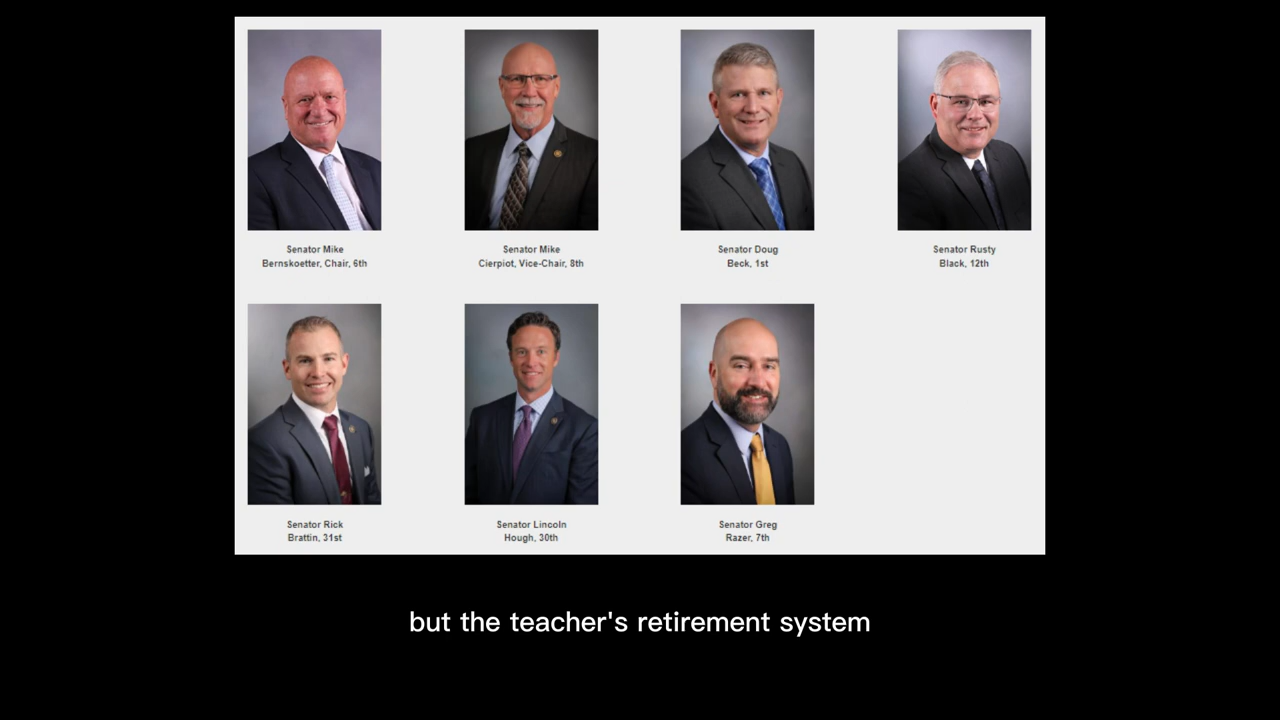 Senator Mike
Bernskoetter, Chair, 6th
Senator Mike
Cierpiot, Vice-Chair, 8th
Senator Doug
Beck, 1st
Senator Rusty
Black, 12th
Senator Rick
Brattin, 31st
Senator Lincoln
Hough, 30th
Senator Greg
Razer, 7th
but the teacher's retirement system